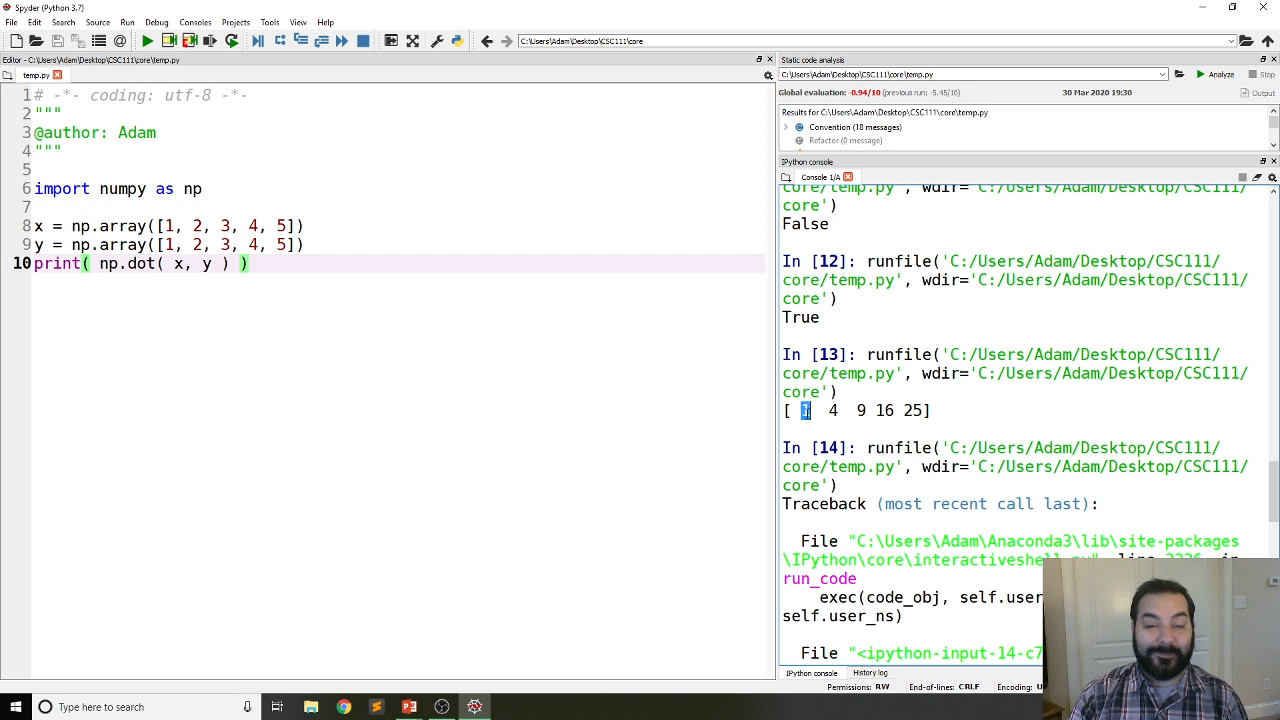 Spyder (Python 3.7)
File Edit Search Source Run Debug Consoles Projects Tools View Help
C:\Users\Adam\Desktop\CSC111\core
Editor - C:\Users\Adam\Desktop\CSC111\core\temp.py
temp.py
1 # -*- coding: utf-8 -*-
2 """
3 @author: Adam
4 """
5
6 import numpy as np
7
8 x = np.array([1, 2, 3, 4, 5])
9 y = np.array([1, 2, 3, 4, 5])
10 print( np.dot( x, y ) )
Static code analysis
C:\Users\Adam\Desktop\CSC111\core\temp.py Analyze Stop
Global evaluation: -0.94/10 (previous run: -5.45/10) 30 Mar 2020 19:30 Output
Results for C:\Users\Adam\Desktop\CSC111\core\temp.py
Convention (18 messages)
Refactor (0 message)
IPython console
Console 1/A
core/temp.py', wdir='C:/Users/Adam/Desktop/CSC111/
core')
False
In [12]: runfile('C:/Users/Adam/Desktop/CSC111/
core/temp.py', wdir='C:/Users/Adam/Desktop/CSC111/
core')
True
In [13]: runfile('C:/Users/Adam/Desktop/CSC111/
core/temp.py', wdir='C:/Users/Adam/Desktop/CSC111/
core')
[ 1 4 9 16 25]
In [14]: runfile('C:/Users/Adam/Desktop/CSC111/
core/temp.py', wdir='C:/Users/Adam/Desktop/CSC111/
core')
Traceback (most recent call last):
File "C:\Users\Adam\Anaconda3\lib\site-packages
\IPython\core\interactiveshell.py", line 3326, in
run_code
exec(code_obj, self.user
self.user_ns)
File "<ipython-input-14-c7
IPython console History log
Permissions: RW End-of-lines: CRLF Encoding:
Type here to search